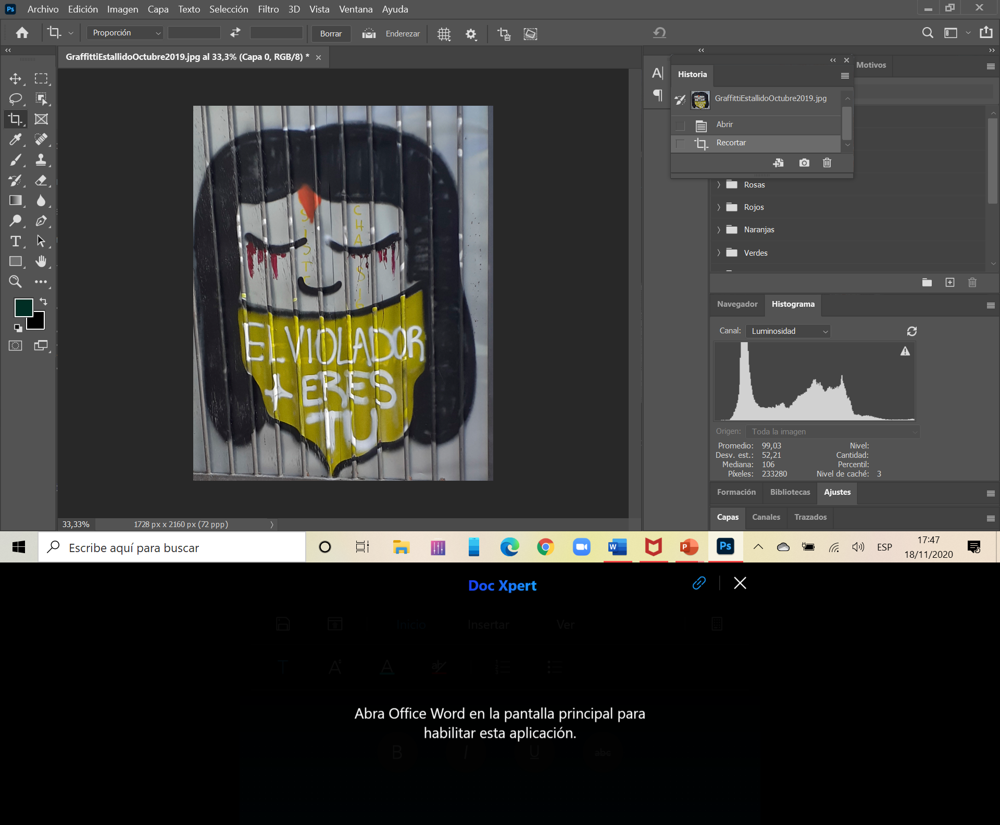 Ps Archivo Edición Imagen Capa Texto Selección Filtro 3D Vista Ventana Ayuda
Proporción Borrar Enderezar
GraffittiEstallidoOctubre2019.jpg al 33,3% (Capa 0, RGB/8) *
Historia
Motivos
GraffittiEstallidoOctubre2019.jpg
Abrir
Recortar
Rosas
Rojos
Naranjas
Verdes
EL VIOLADOR
ERES
TU
Navegador Histograma
Canal: Luminosidad
Origen: Toda la imagen
Promedio: 99,03 Nivel:
Desv. est.: 52,21 Cantidad:
Mediana: 106 Percentil:
Píxeles: 233280 Nivel de caché: 3
Formación Bibliotecas Ajustes
Capas Canales Trazados
33,33% 1728 px x 2160 px (72 ppp)
Escribe aquí para buscar
ESP
17:47
18/11/2020
Doc Xpert
Inicio Insertar Ver
Abra Office Word en la pantalla principal para
habilitar esta aplicación.
B I U abc